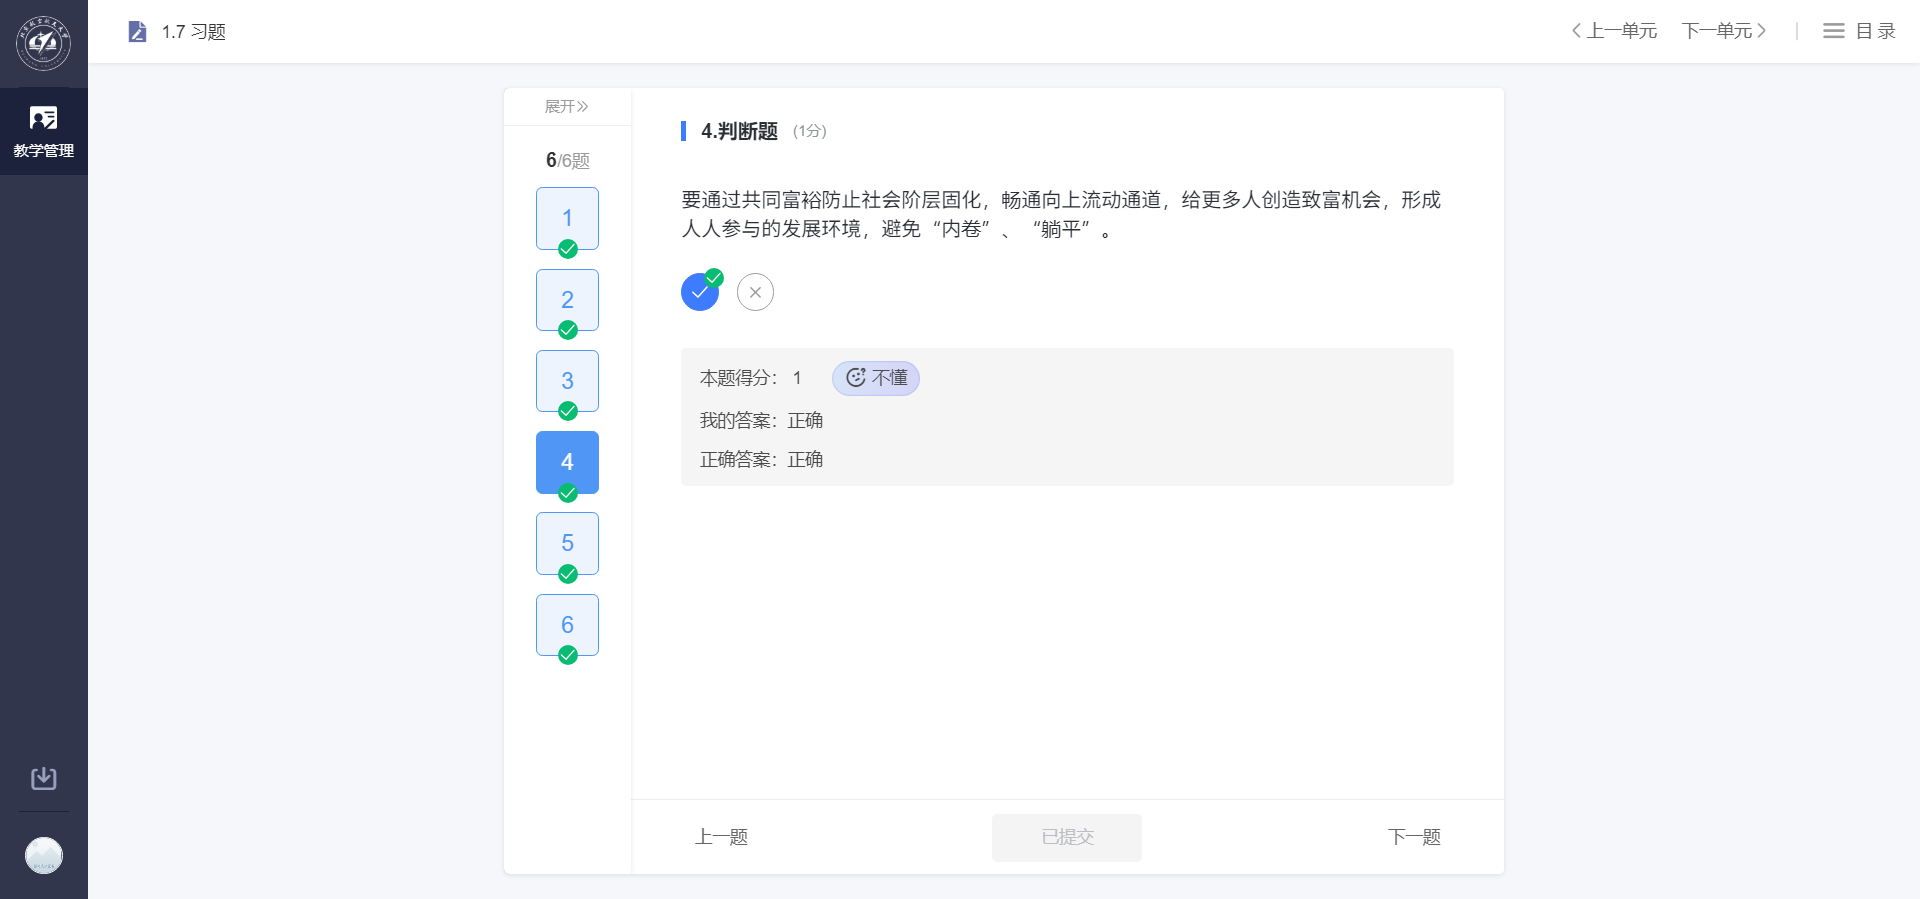 1.7 习题
上一单元
下一单元
目录
教学管理
展开
6/6题
1
2
3
4
5
6
4.判断题 (1分)
要通过共同富裕防止社会阶层固化，畅通向上流动通道，给更多人创造致富机会，形成
人人参与的发展环境，避免“内卷”、“躺平”。
本题得分： 1 不懂
我的答案：正确
正确答案：正确
上一题
已提交
下一题